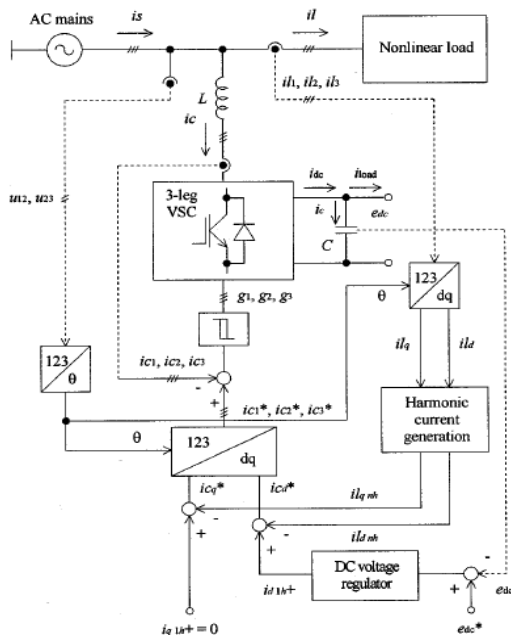 AC mains
is
il
Nonlinear load
L
il1, il2, il3
ic
u12, u23
3-leg
VSC
idc
iload
ic
edc
C
g1, g2, g3
θ
123
dq
ilq
ild
123
θ
ic1, ic2, ic3
-
+
ic1*, ic2*, ic3*
Harmonic
current
generation
θ
123
dq
icq*
icd*
-
ilq nh
+
-
ild nh
+
DC voltage
regulator
-
+
id 1h+
edc
iq 1h+ = 0
edc*